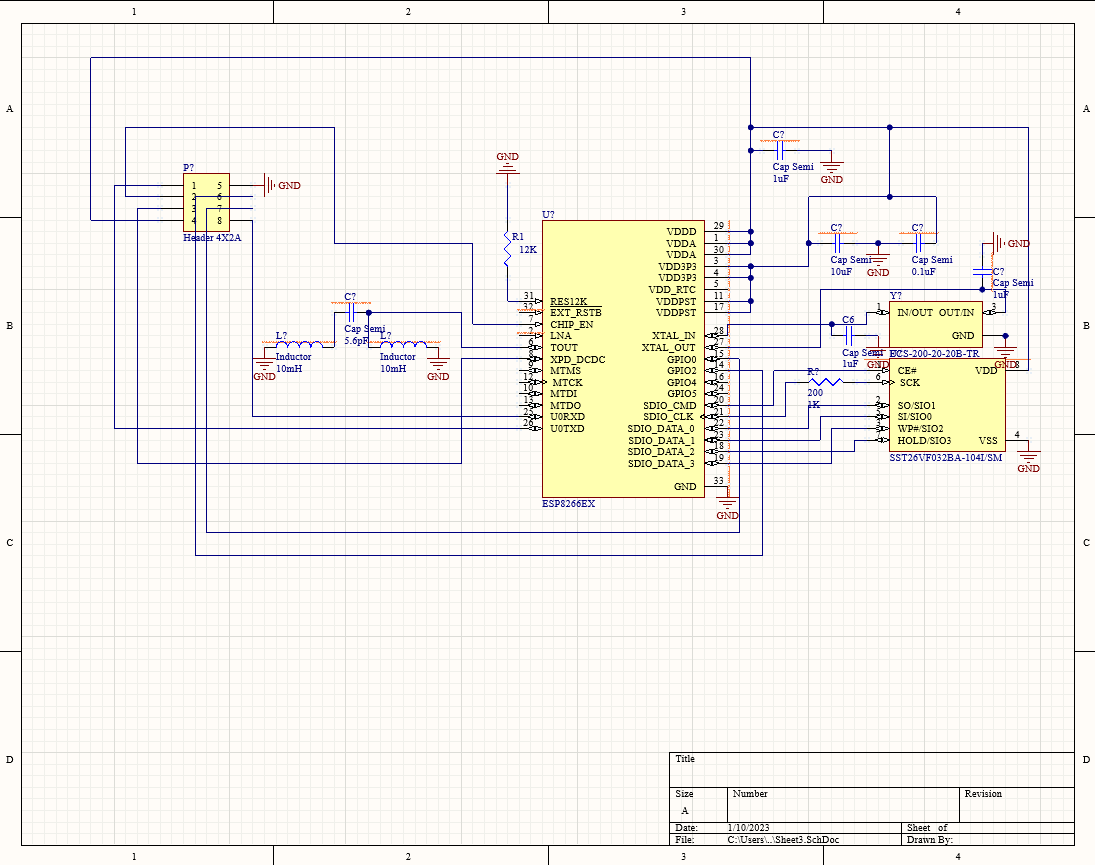 1
2
3
4
A
A
GND
C?
Cap Semi
1uF
GND
P?
1
5
2
6
3
7
4
8
GND
Header 4X2A
U?
R1
12K
VDDD
29
VDDA
1
VDDA
30
VDD3P3
3
VDD3P3
4
VDD_RTC
5
VDDPST
11
VDDPST
17
C?
Cap Semi
10uF
GND
C?
Cap Semi
0.1uF
GND
C?
Cap Semi
1uF
B
B
31
RES12K
32
EXT_RSTB
7
CHIP_EN
2
LNA
6
TOUT
8
XPD_DCDC
9
MTMS
12
MTCK
10
MTDI
13
MTDO
25
U0RXD
26
U0TXD
XTAL_IN
28
XTAL_OUT
27
GPIO0
15
GPIO2
14
GPIO4
16
GPIO5
24
SDIO_CMD
20
SDIO_CLK
21
SDIO_DATA_0
22
SDIO_DATA_1
23
SDIO_DATA_2
18
SDIO_DATA_3
19
GND
33
GND
ESP8266EX
C?
Cap Semi
5.6pF
L?
Inductor
10mH
GND
L?
Inductor
10mH
GND
Y?
1
IN/OUT
OUT/IN
3
GND
GND
ECS-200-20-20B-TR
C6
Cap Semi
1uF
GND
R?
200
1K
CE#
VDD
8
6
SCK
2
SO/SIO1
5
SI/SIO0
3
WP#/SIO2
7
HOLD/SIO3
VSS
4
GND
SST26VF032BA-104I/SM
C
C
D
D
Title
Size
Number
Revision
A
Date:
1/10/2023
Sheet of
File:
C:\Users\..\Sheet3.SchDoc
Drawn By:
1
2
3
4